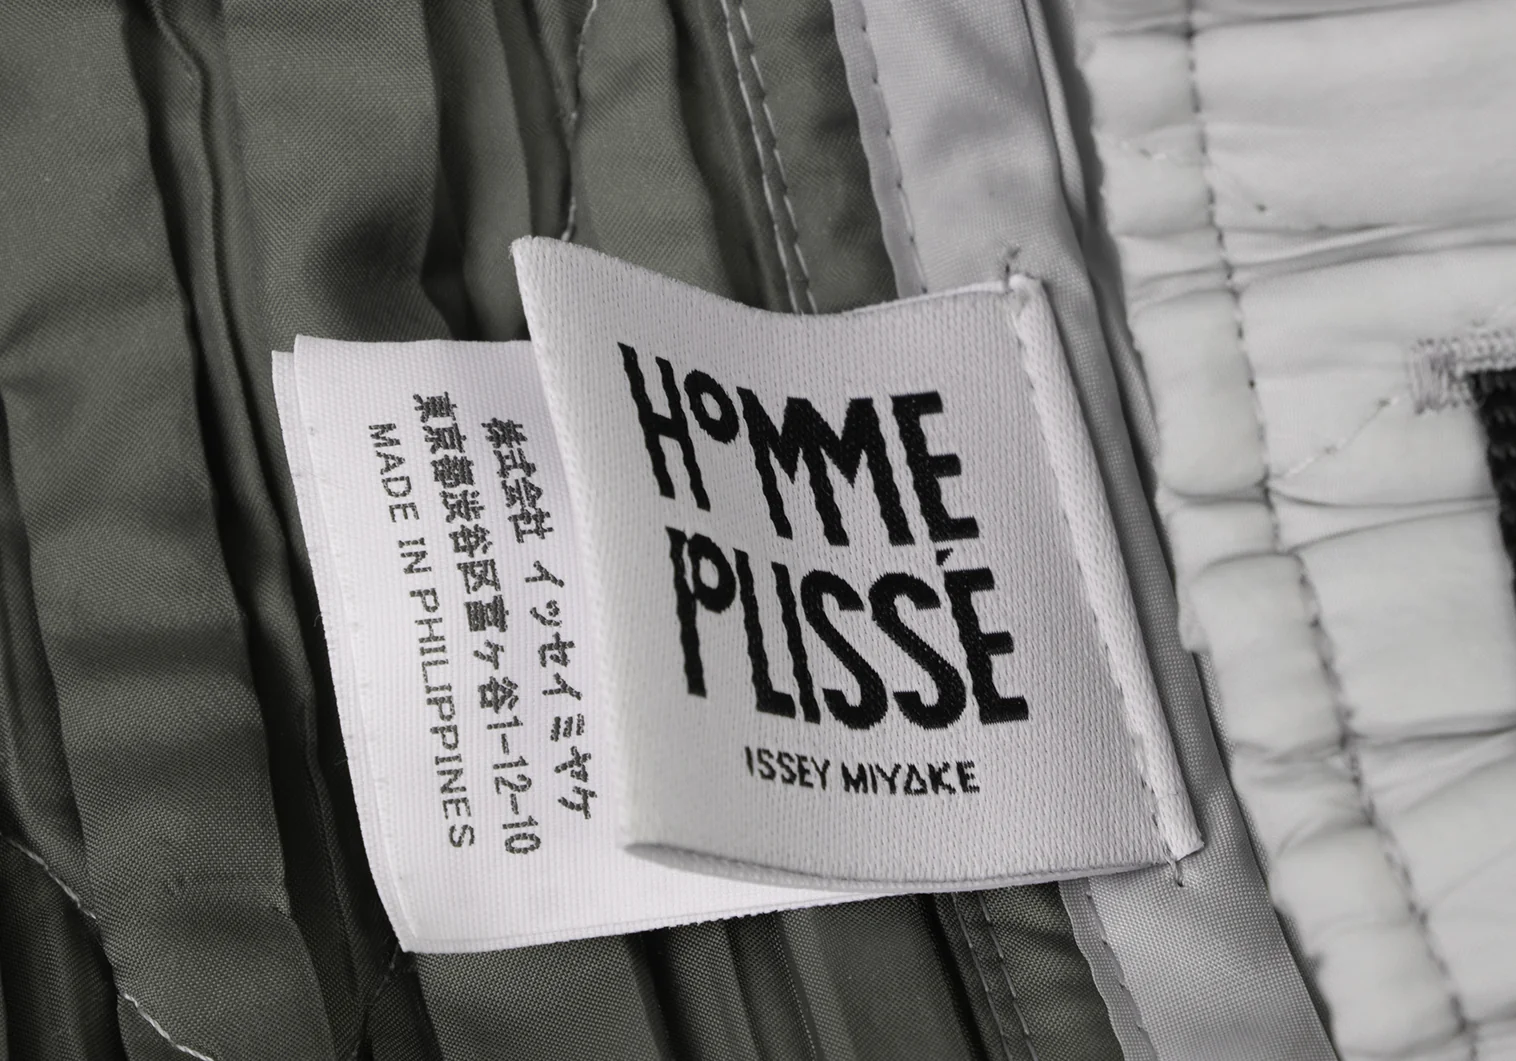 HOMME
PLISSÉ
ISSEY MIYAKE
株式会社 イッセイ ミヤケ
東京都渋谷区富ヶ谷1-12-10
MADE IN PHILIPPINES